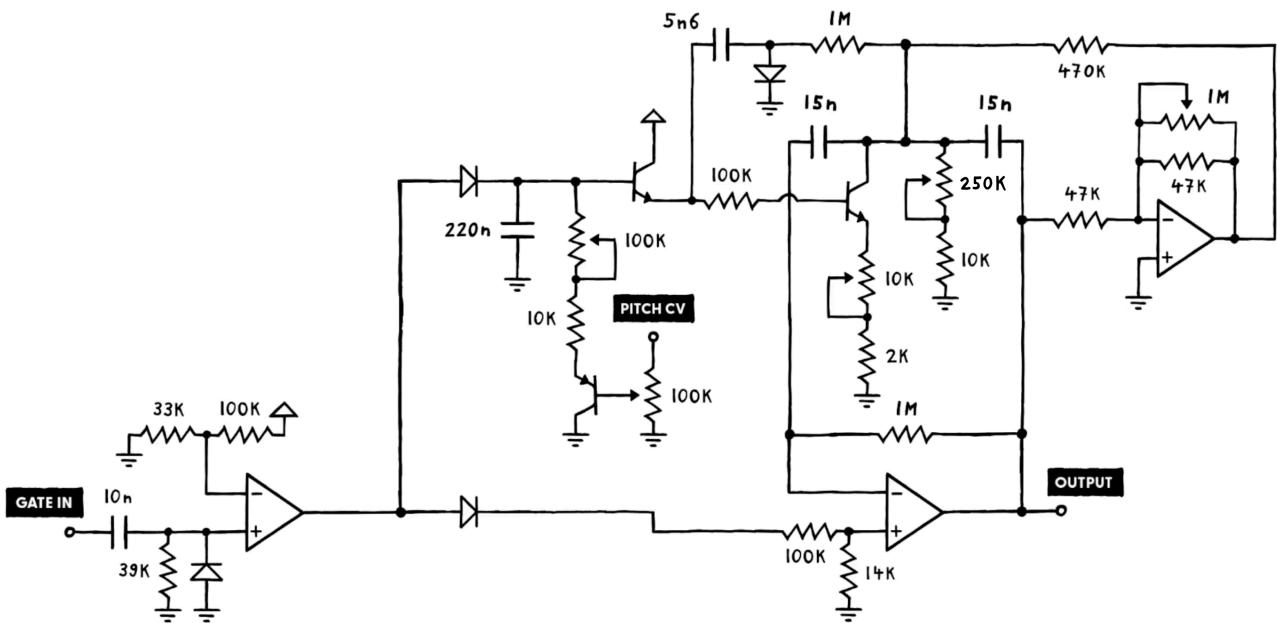 5n6
1M
470K
1M
15n
15n
100K
250K
47K
47K
220n
100K
10K
10K
10K
PITCH CV
2K
100K
33K
100K
1M
GATE IN
10n
OUTPUT
39K
100K
14K
-
+
-
+
-
+